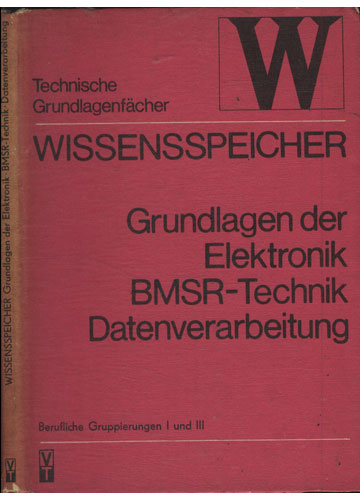 WISSENSSPEICHER Grundlagen der Elektronik · BMSR-Technik · Datenverarbeitung
VT
W
Technische
Grundlagenfächer
WISSENSSPEICHER
Grundlagen der
Elektronik
BMSR-Technik
Datenverarbeitung
Berufliche Gruppierungen I und III
VT